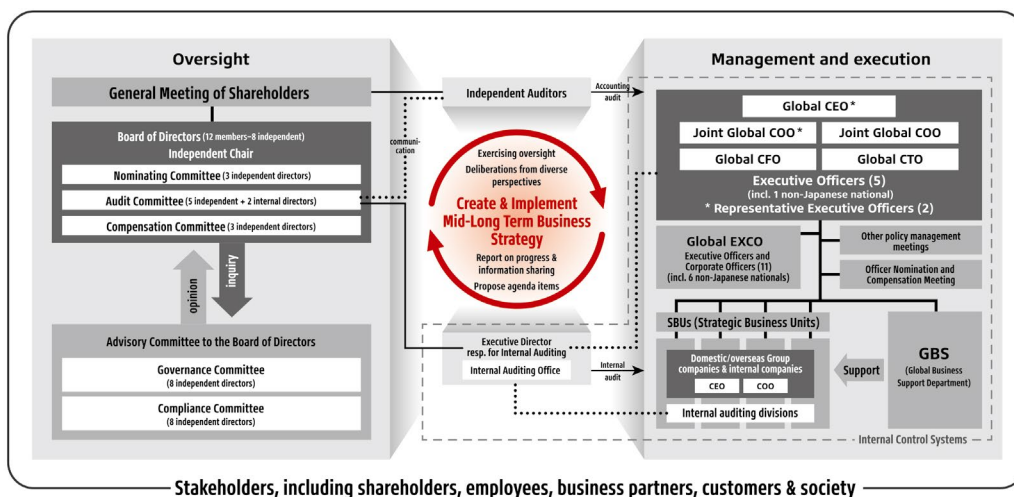 Oversight
General Meeting of Shareholders
Board of Directors (12 members–8 independent)
Independent Chair
Nominating Committee (3 independent directors)
Audit Committee (5 independent + 2 internal directors)
Compensation Committee (3 independent directors)
opinion
inquiry
Advisory Committee to the Board of Directors
Governance Committee
(8 independent directors)
Compliance Committee
(8 independent directors)
Independent Auditors
Accounting
audit
communi-
cation
Exercising oversight
Deliberations from diverse
perspectives
Create & Implement
Mid-Long Term Business
Strategy
Report on progress &
information sharing
Propose agenda items
Executive Director
resp. for Internal Auditing
Internal Auditing Office
Internal
audit
Management and execution
Global CEO*
Joint Global COO*
Joint Global COO
Global CFO
Global CTO
Executive Officers (5)
(incl. 1 non-Japanese national)
* Representative Executive Officers (2)
Global EXCO
Executive Officers and
Corporate Officers (11)
(incl. 6 non-Japanese nationals)
Other policy management
meetings
Officer Nomination and
Compensation Meeting
SBUs (Strategic Business Units)
Domestic/overseas Group
companies & internal companies
CEO
COO
Internal auditing divisions
Support
GBS
(Global Business
Support Department)
Internal Control Systems
Stakeholders, including shareholders, employees, business partners, customers & society